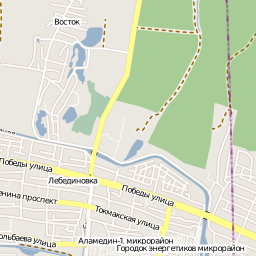 Восток
Победы улица
Лебединовка
Победы улица
Токмакская улица
Аламедин-1 микрорайон
Городок энергетиков микрорайон